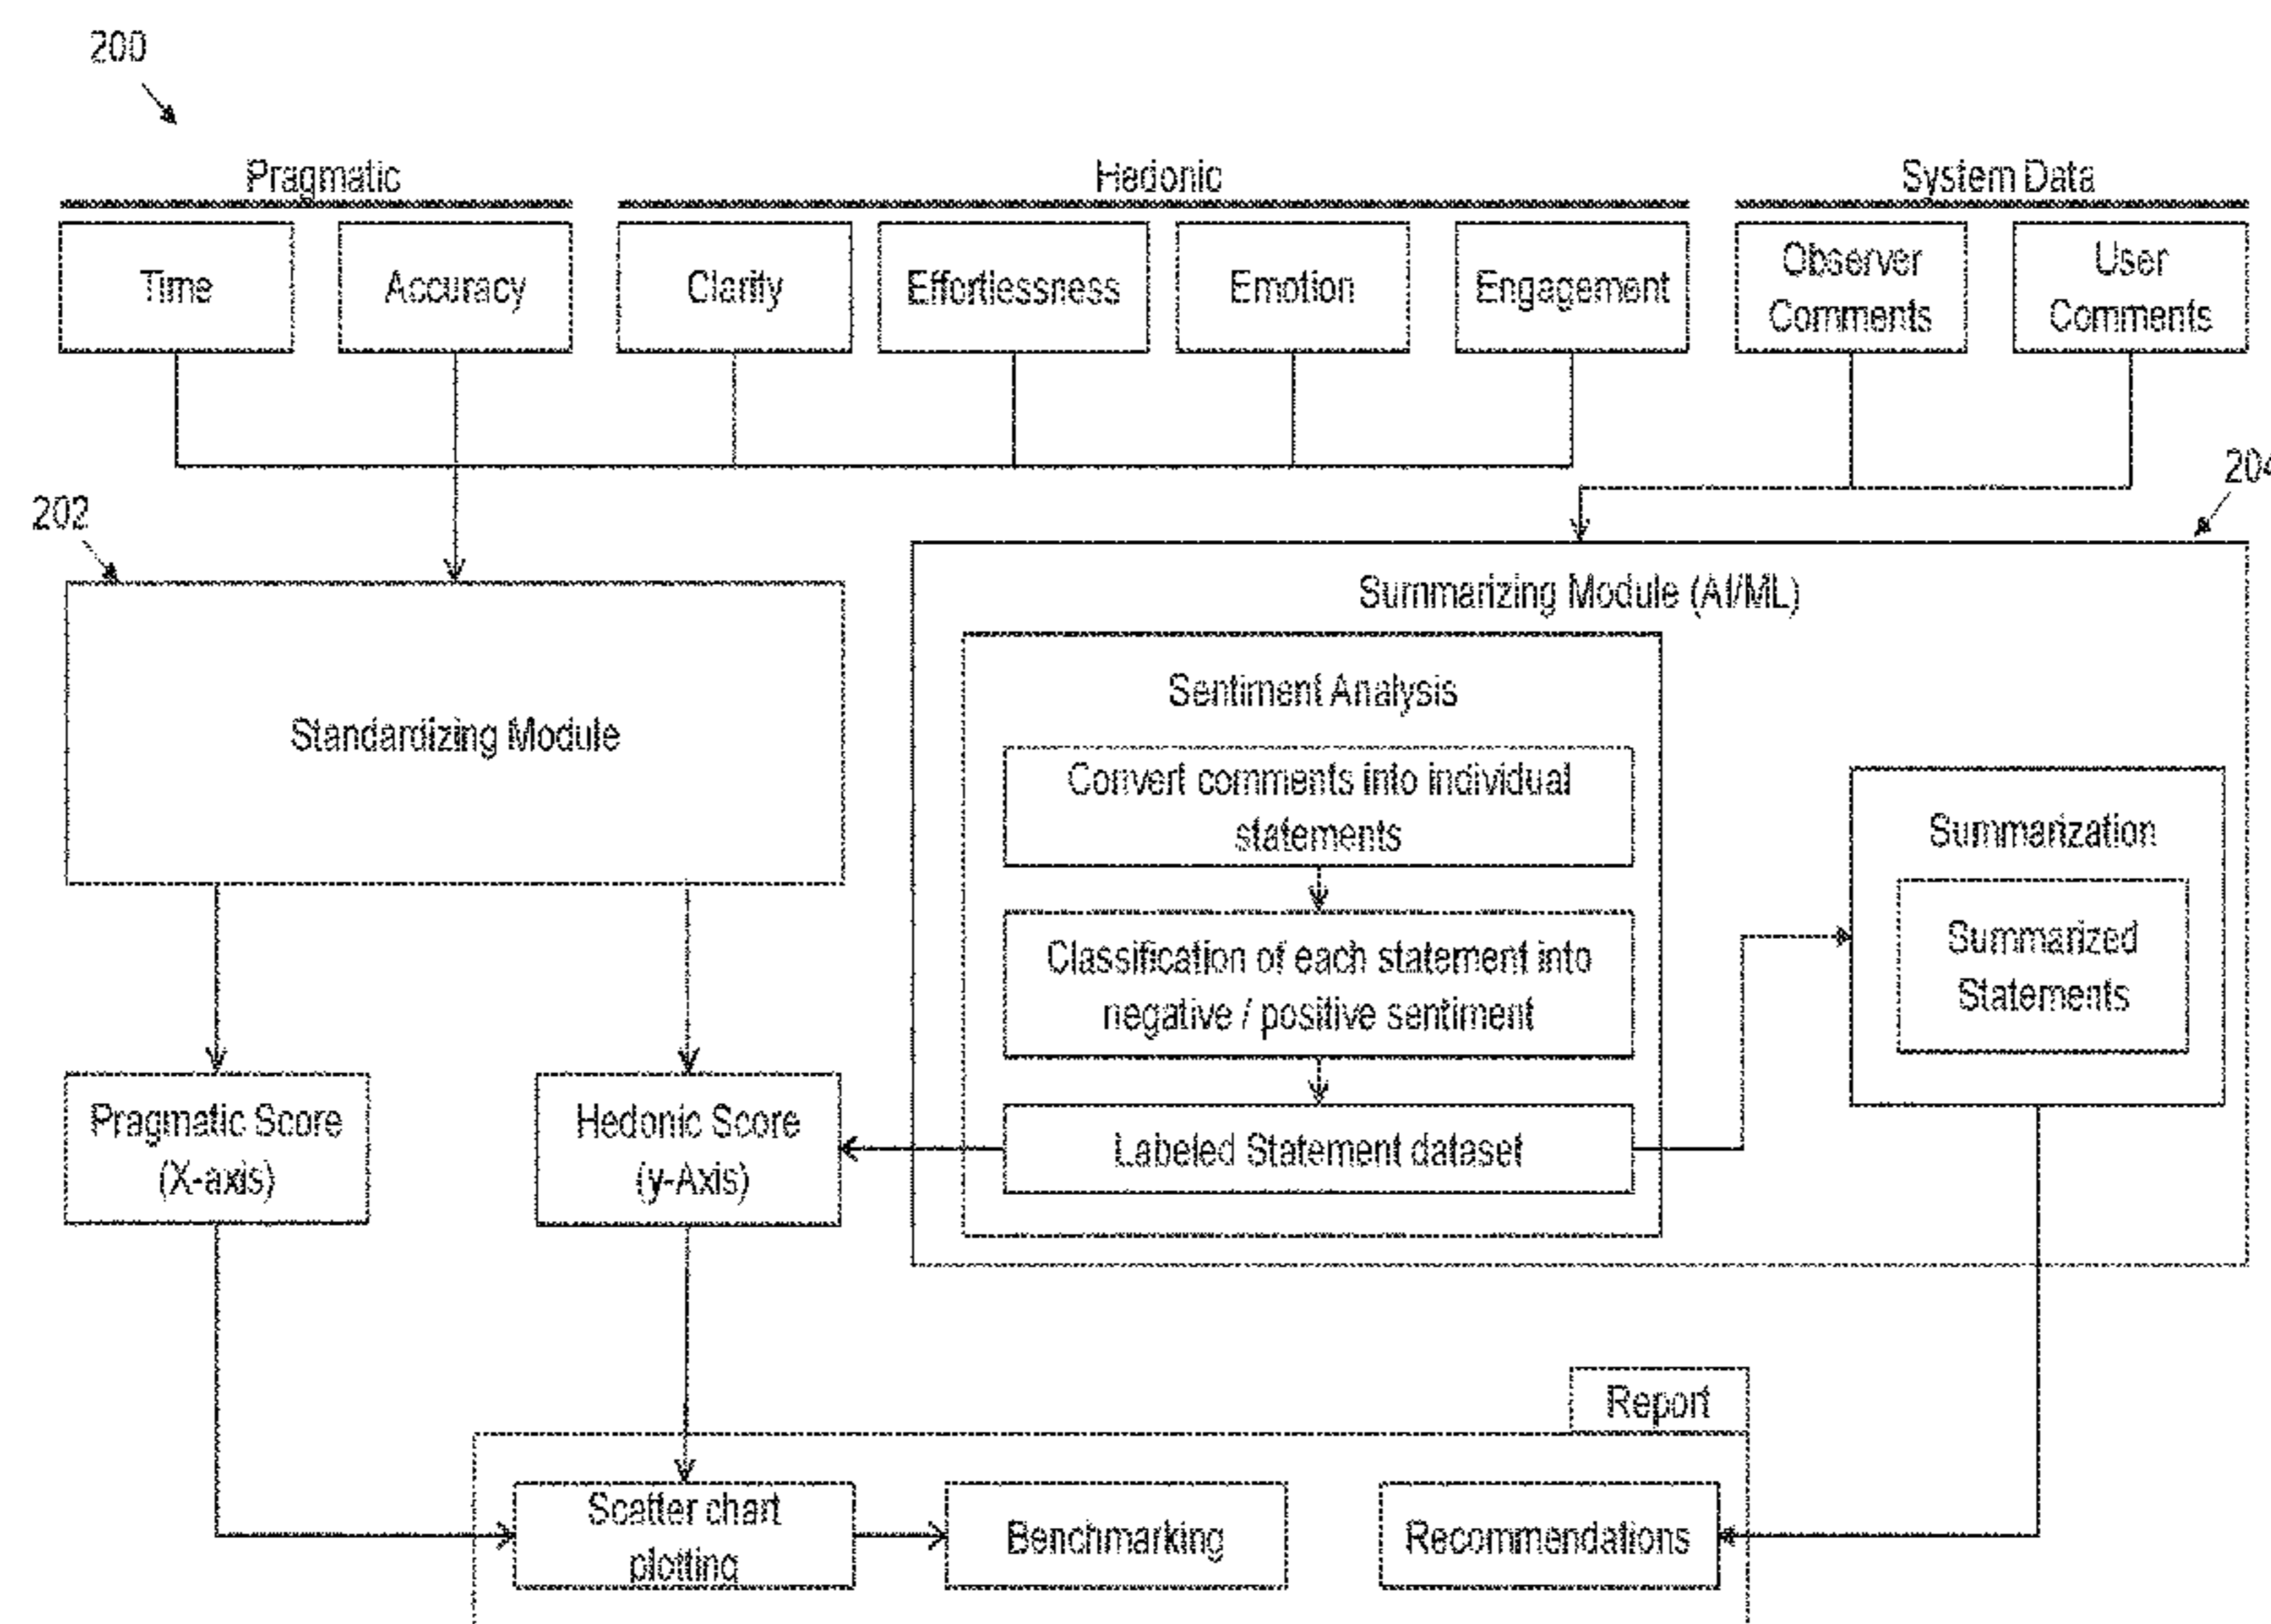 200
Pragmatic
Hedonic
System Data
Time
Accuracy
Clarity
Effortlessness
Emotion
Engagement
Observer
Comments
User
Comments
202
204
Standardizing Module
Summarizing Module (AI/ML)
Sentiment Analysis
Convert comments into individual
statements
Classification of each statement into
negative / positive sentiment
Labeled Statement dataset
Summarization
Summarized
Statements
Pragmatic Score
(X-axis)
Hedonic Score
(y-Axis)
Report
Scatter chart
plotting
Benchmarking
Recommendations